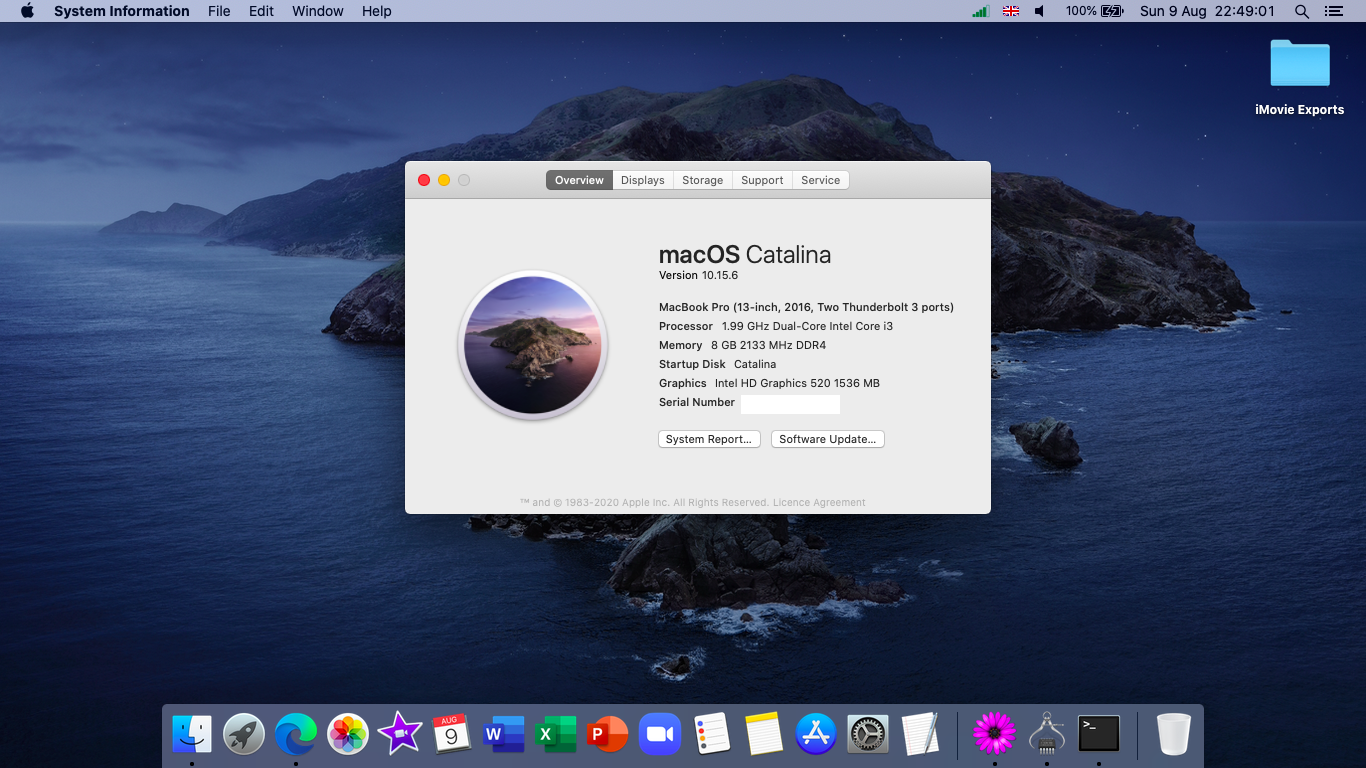 System Information File Edit Window Help 100% Sun 9 Aug 22:49:01
iMovie Exports
Overview Displays Storage Support Service
macOS Catalina
Version 10.15.6
MacBook Pro (13-inch, 2016, Two Thunderbolt 3 ports)
Processor 1.99 GHz Dual-Core Intel Core i3
Memory 8 GB 2133 MHz DDR4
Startup Disk Catalina
Graphics Intel HD Graphics 520 1536 MB
Serial Number
System Report... Software Update...
™ and © 1983-2020 Apple Inc. All Rights Reserved. Licence Agreement
AUG
9
W
X
P
>_